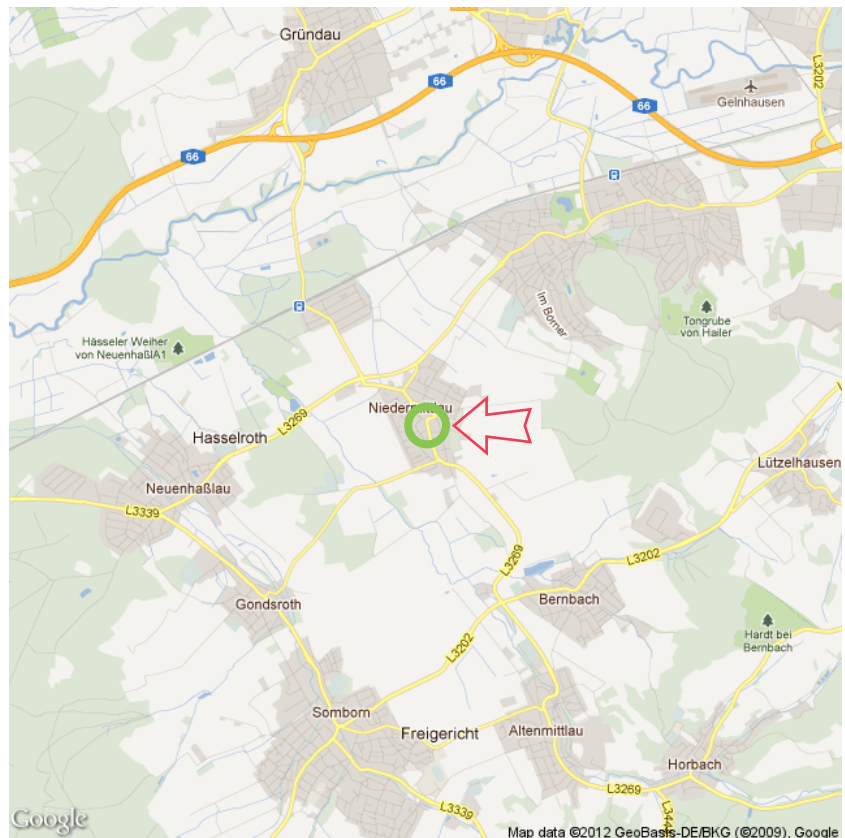 Gründau
L3202
66
Gelnhausen
66
Im Börner
Tongrube
von Hailer
Hässeler Weiher
von NeuenhaßlA1
Niedermittlau
L3269
Hasselroth
Lützelhausen
Neuenhaßlau
L3339
L3269
L3202
Gondsroth
Bernbach
Hardt bei
Bernbach
L3202
Somborn
Freigericht
Altenmittlau
Horbach
L3269
L3339
L344
Google
Map data ©2012 GeoBasis-DE/BKG (©2009), Google